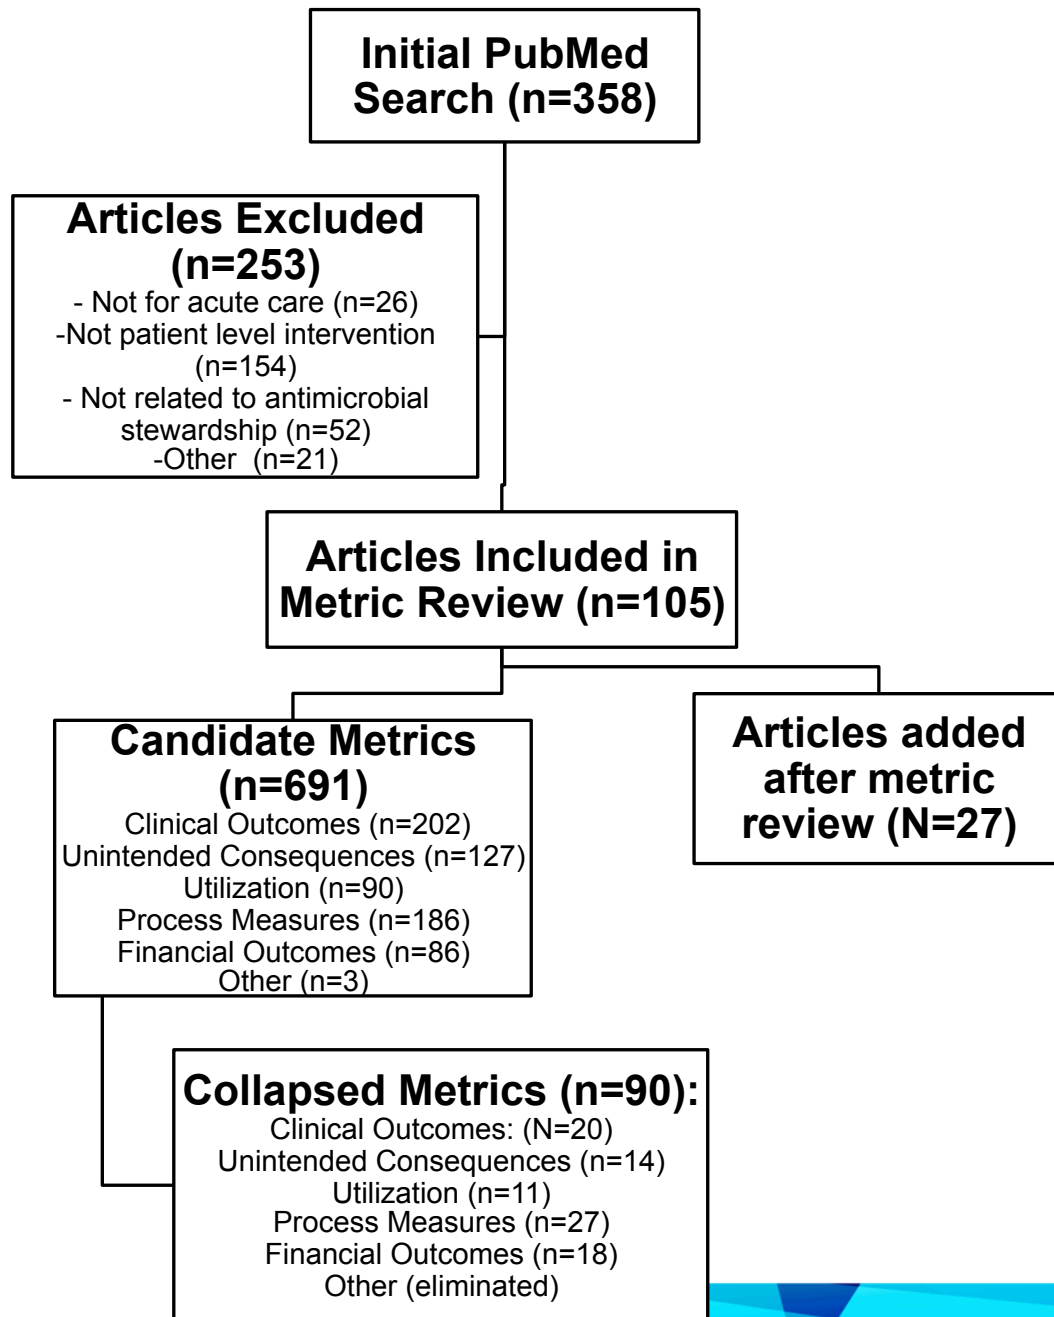 Initial PubMed
Search (n=358)
Articles Excluded
(n=253)
- Not for acute care (n=26)
-Not patient level intervention
(n=154)
- Not related to antimicrobial
stewardship (n=52)
-Other  (n=21)
Articles Included in
Metric Review (n=105)
Candidate Metrics
(n=691)
Clinical Outcomes (n=202)
Unintended Consequences (n=127)
Utilization (n=90)
Process Measures (n=186)
Financial Outcomes (n=86)
Other (n=3)
Articles added
after metric
review (N=27)
Collapsed Metrics (n=90):
Clinical Outcomes: (N=20)
Unintended Consequences (n=14)
Utilization (n=11)
Process Measures (n=27)
Financial Outcomes (n=18)
Other (eliminated)